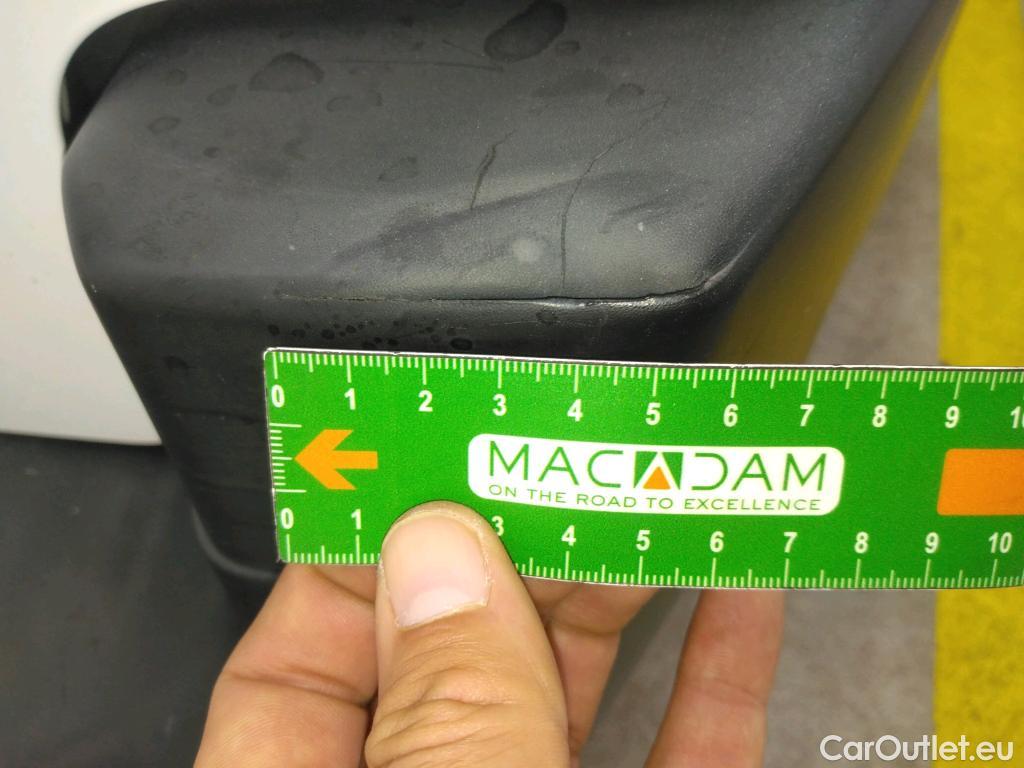 0 1 2 3 4 5 6 7 8 9 10
MACADAM
ON THE ROAD TO EXCELLENCE
0 1 3 4 5 6 7 8 9 10
CarOutlet.eu